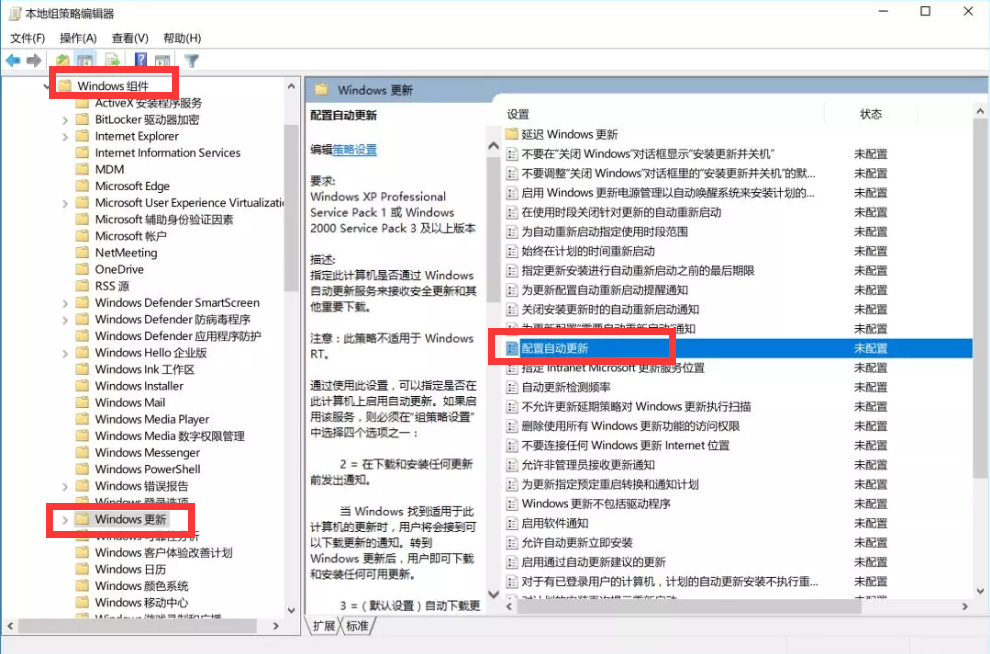 本地组策略编辑器
文件(F) 操作(A) 查看(V) 帮助(H)
Windows 组件
ActiveX 安装程序服务
BitLocker 驱动器加密
Internet Explorer
Internet Information Services
MDM
Microsoft Edge
Microsoft User Experience Virtualizati
Microsoft 辅助身份验证因素
Microsoft 帐户
NetMeeting
OneDrive
RSS 源
Windows Defender SmartScreen
Windows Defender 防病毒程序
Windows Defender 应用程序防护
Windows Hello 企业版
Windows Ink 工作区
Windows Installer
Windows Mail
Windows Media Player
Windows Media 数字权限管理
Windows Messenger
Windows PowerShell
Windows 错误报告
Windows 登录选项
Windows 更新
Windows 可靠性分析
Windows 客户体验改善计划
Windows 日历
Windows 颜色系统
Windows 移动中心
Windows 游戏录制和广播
Windows 更新
配置自动更新
编辑策略设置
要求:
Windows XP Professional
Service Pack 1 或 Windows
2000 Service Pack 3 及以上版本
描述:
指定此计算机是否通过 Windows
自动更新服务来接收安全更新和其
他重要下载。
注意：此策略不适用于 Windows
RT。
通过使用此设置，可以指定是否在
此计算机上启用自动更新。如果启
用该服务，则必须在“组策略设置”
中选择四个选项之一：
2 = 在下载和安装任何更新
前发出通知。
当 Windows 找到适用于此
计算机的更新时，用户将会接到可
以下载更新的通知。转到
Windows 更新后，用户即可下载
和安装任何可用更新。
3 = (默认设置) 自动下载更
设置 状态
延迟 Windows 更新
不要在“关闭 Windows”对话框显示“安装更新并关机” 未配置
不要调整“关闭 Windows”对话框里的“安装更新并关机”的默... 未配置
启用 Windows 更新电源管理以自动唤醒系统来安装计划的... 未配置
在使用时段关闭针对更新的自动重新启动 未配置
为自动重新启动指定使用时段范围 未配置
始终在计划的时间重新启动 未配置
指定更新安装进行自动重新启动之前的最后期限 未配置
为更新配置自动重新启动提醒通知 未配置
关闭安装更新时的自动重新启动通知 未配置
为更新配置“需要自动重新启动”通知 未配置
配置自动更新 未配置
指定 Intranet Microsoft 更新服务位置 未配置
自动更新检测频率 未配置
不允许更新延期策略对 Windows 更新执行扫描 未配置
删除使用所有 Windows 更新功能的访问权限 未配置
不要连接任何 Windows 更新 Internet 位置 未配置
允许非管理员接收更新通知 未配置
为更新指定预定重启转换和通知计划 未配置
Windows 更新不包括驱动程序 未配置
启用软件通知 未配置
允许自动更新立即安装 未配置
启用通过自动更新建议的更新 未配置
对于有已登录用户的计算机，计划的自动更新安装不执行重... 未配置
对计划的安装再次提示重新启动 未配置
扩展 标准